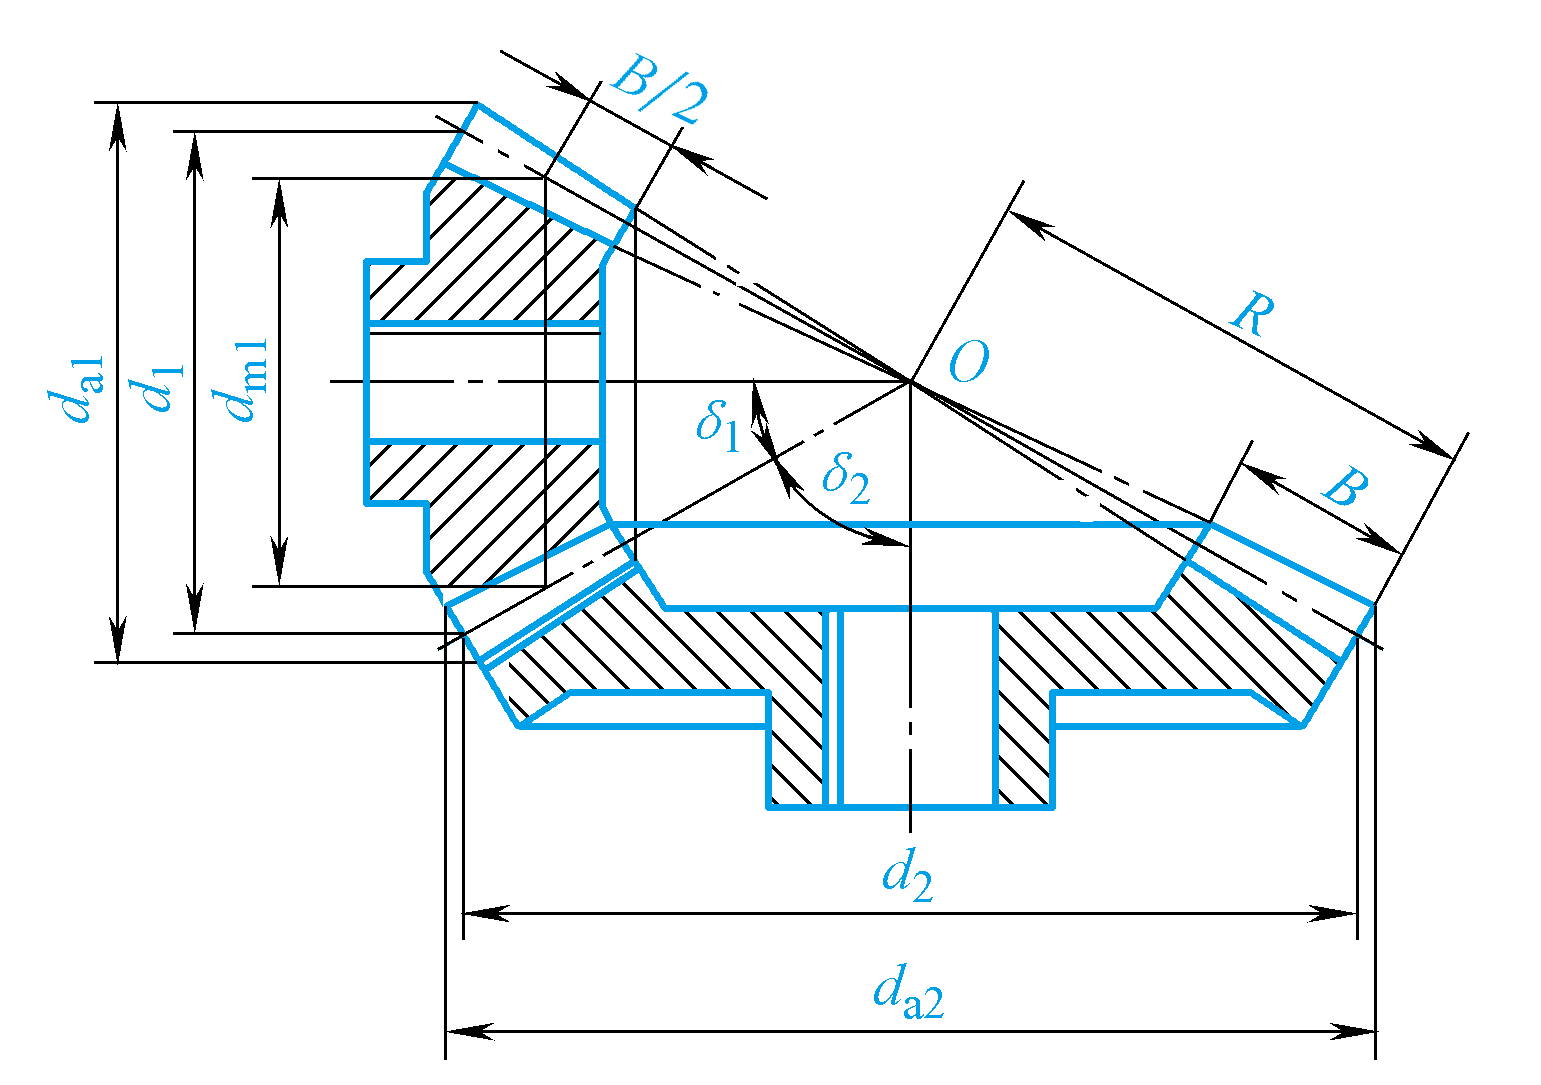 B/2
R
O
d_a1
d_1
d_m1
δ_1
δ_2
B
d_2
d_a2